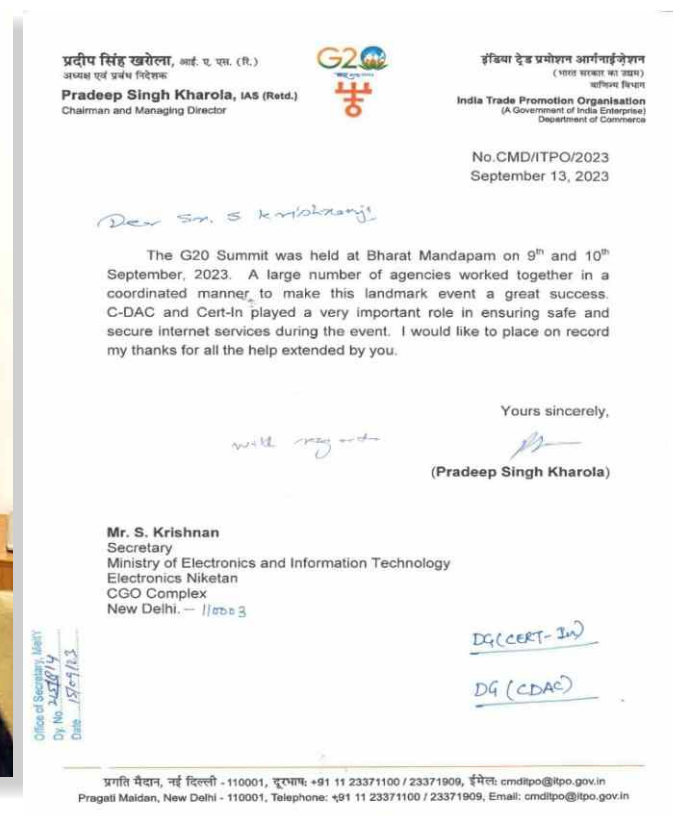 प्रदीप सिंह खरोला, आई. ए. एस. (रि.)
अध्यक्ष एवं प्रबंध निदेशक
Pradeep Singh Kharola, IAS (Retd.)
Chairman and Managing Director
G20
इंडिया ट्रेड प्रमोशन आर्गनाईज़ेशन
(भारत सरकार का उद्यम)
वाणिज्य विभाग
India Trade Promotion Organisation
(A Government of India Enterprise)
Department of Commerce
No.CMD/ITPO/2023
September 13, 2023
Dear Sri. S Krishnanji
The G20 Summit was held at Bharat Mandapam on 9th and 10th
September, 2023. A large number of agencies worked together in a
coordinated manner to make this landmark event a great success.
C-DAC and Cert-In played a very important role in ensuring safe and
secure internet services during the event. I would like to place on record
my thanks for all the help extended by you.
Yours sincerely,
with regards
(Pradeep Singh Kharola)
Mr. S. Krishnan
Secretary
Ministry of Electronics and Information Technology
Electronics Niketan
CGO Complex
New Delhi. – 110003
DG (CERT-In)
DG (CDAC)
Office of Secretary, MeitY
Dy. No.
Date 15/09/23
प्रगति मैदान, नई दिल्ली - 110001, दूरभाष: +91 11 23371100 / 23371909, ईमेल: cmditpo@itpo.gov.in
Pragati Maidan, New Delhi - 110001, Telephone: +91 11 23371100 / 23371909, Email: cmditpo@itpo.gov.in